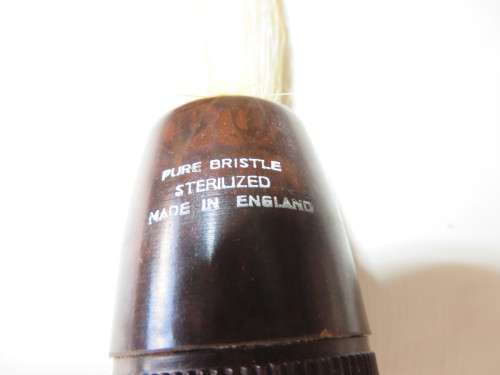 PURE BRISTLE
STERILIZED
MADE IN ENGLAND